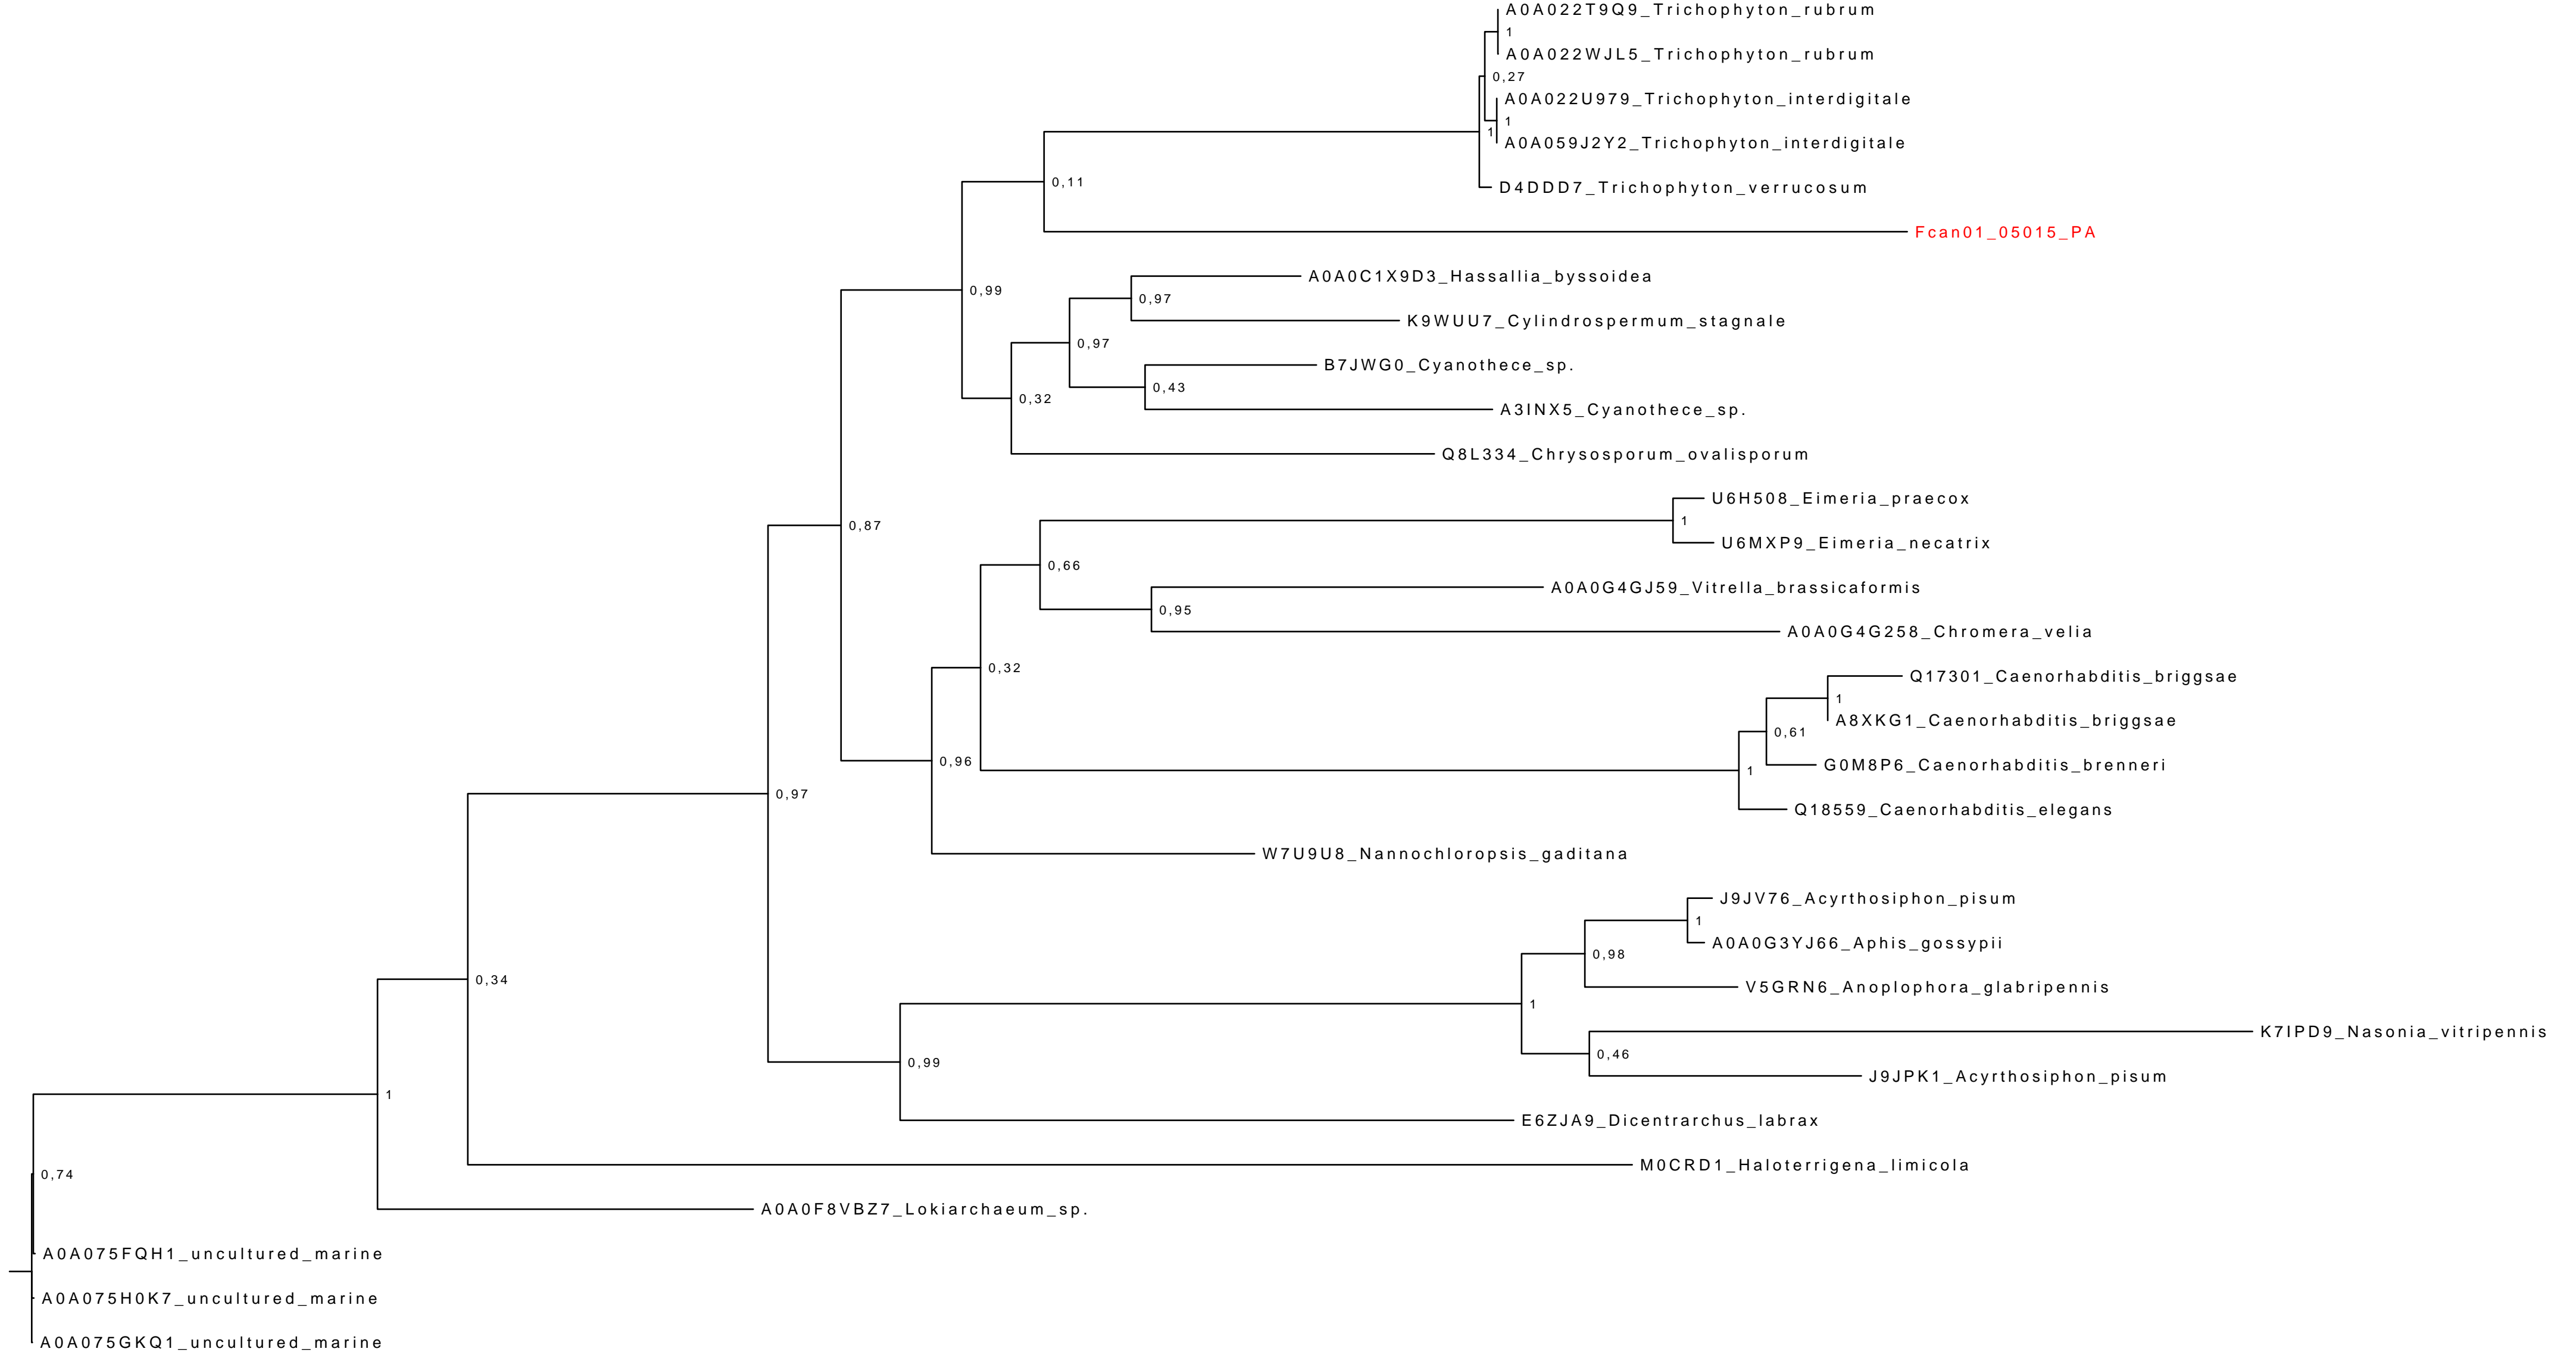 A0A022T9Q9_Trichophyton_rubrum
1
A0A022WJL5_Trichophyton_rubrum
0,27
A0A022U979_Trichophyton_interdigitale
1
1
A0A059J2Y2_Trichophyton_interdigitale
0,11
D4DDD7_Trichophyton_verrucosum
Fcan01_05015_PA
A0A0C1X9D3_Hassallia_byssoidea
0,99
0,97
K9WUU7_Cylindrospermum_stagnale
0,97
B7JWG0_Cyanothece_sp.
0,43
0,32
A3INX5_Cyanothece_sp.
Q8L334_Chrysosporum_ovalisporum
U6H508_Eimeria_praecox
0,87
1
U6MXP9_Eimeria_necatrix
0,66
A0A0G4GJ59_Vitrella_brassicaformis
0,95
A0A0G4G258_Chromera_velia
0,32
Q17301_Caenorhabditis_briggsae
1
A8XKG1_Caenorhabditis_briggsae
0,61
0,96
G0M8P6_Caenorhabditis_brenneri
1
0,97
Q18559_Caenorhabditis_elegans
W7U9U8_Nannochloropsis_gaditana
J9JV76_Acyrthosiphon_pisum
1
A0A0G3YJ66_Aphis_gossypii
0,98
0,34
V5GRN6_Anoplophora_glabripennis
1
K7IPD9_Nasonia_vitripennis
0,46
0,99
J9JPK1_Acyrthosiphon_pisum
1
E6ZJA9_Dicentrarchus_labrax
M0CRD1_Haloterrigena_limicola
0,74
A0A0F8VBZ7_Lokiarchaeum_sp.
A0A075FQH1_uncultured_marine
A0A075H0K7_uncultured_marine
A0A075GKQ1_uncultured_marine